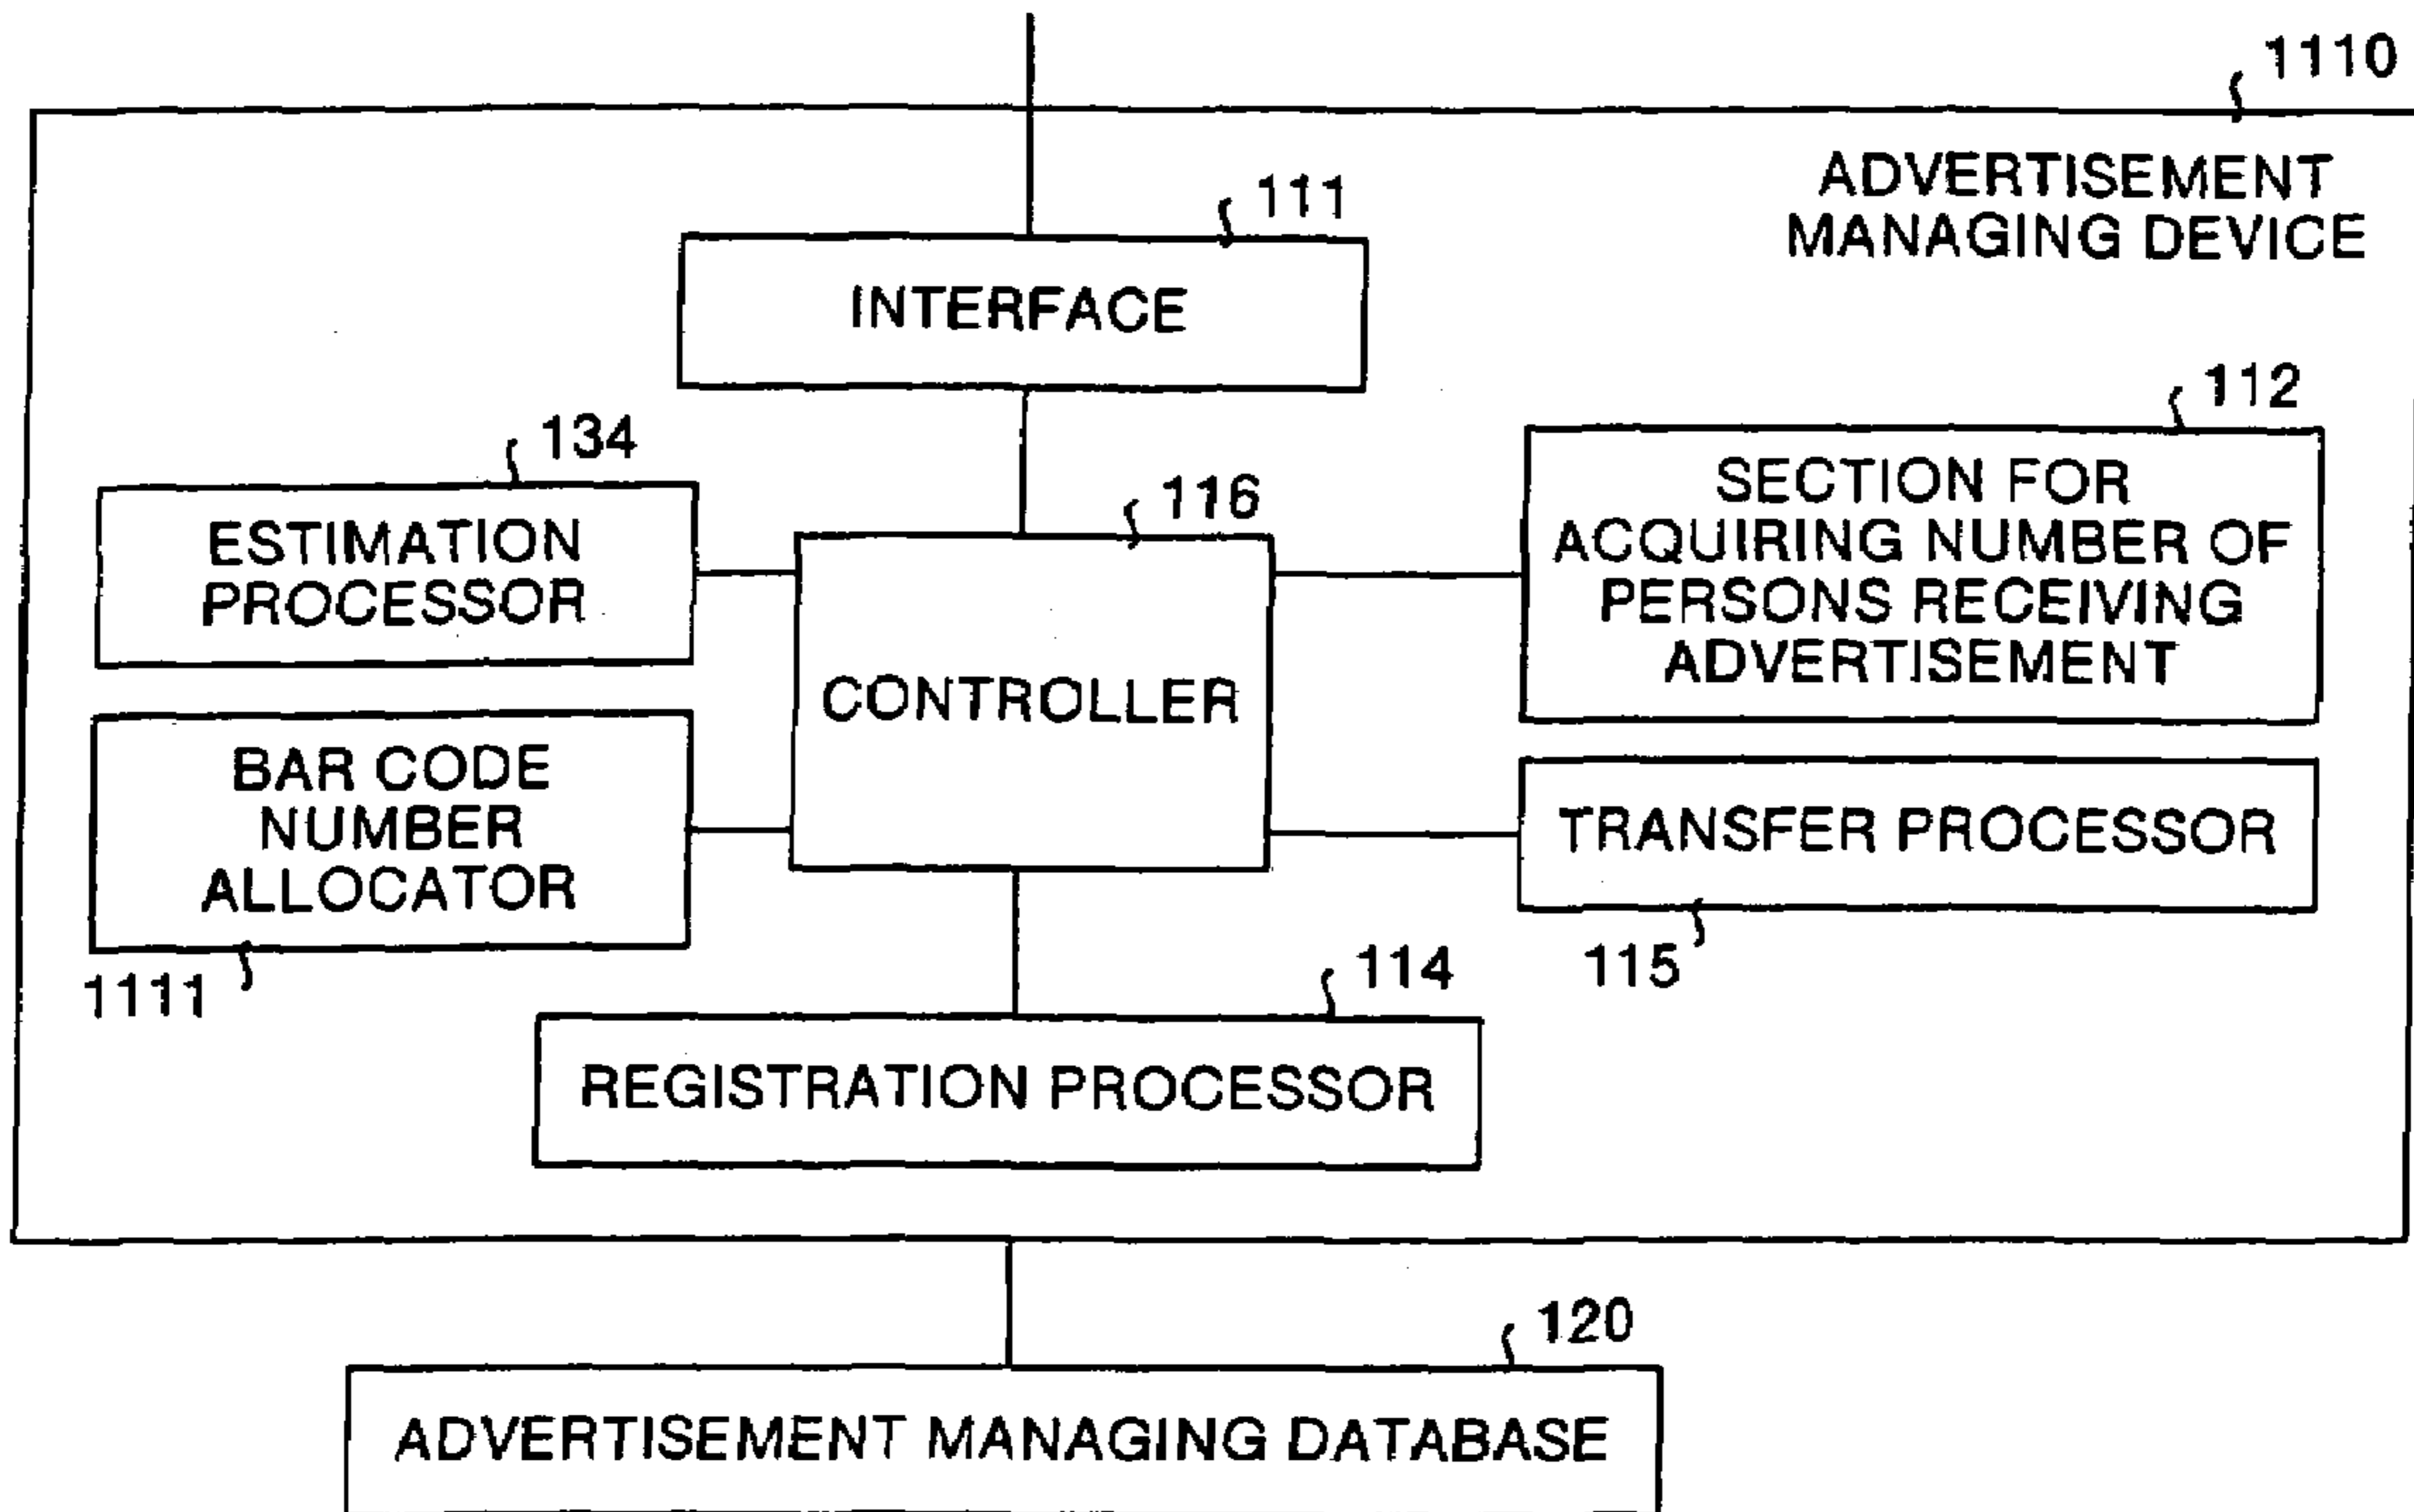 1110
ADVERTISEMENT
MANAGING DEVICE
111
INTERFACE
134
ESTIMATION
PROCESSOR
116
CONTROLLER
112
SECTION FOR
ACQUIRING NUMBER OF
PERSONS RECEIVING
ADVERTISEMENT
BAR CODE
NUMBER
ALLOCATOR
1111
TRANSFER PROCESSOR
115
114
REGISTRATION PROCESSOR
120
ADVERTISEMENT MANAGING DATABASE